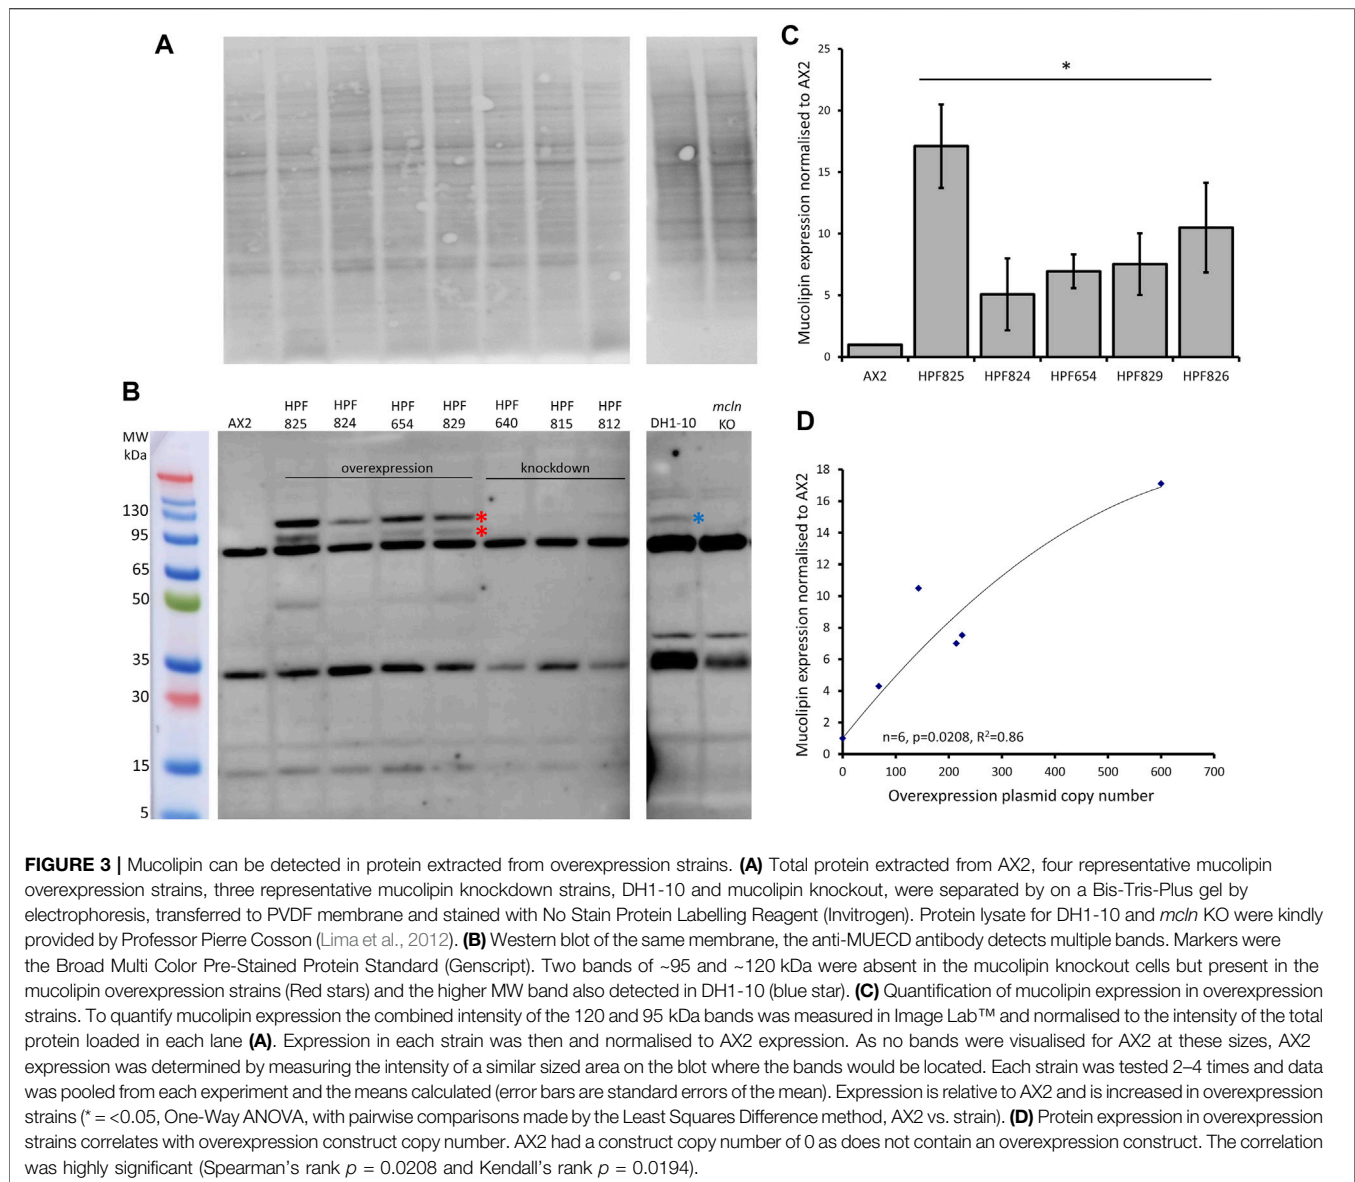 A
B
AX2
HPF
825
HPF
824
HPF
654
HPF
829
HPF
640
HPF
815
HPF
812
DH1-10
mcln
KO
MW
kDa
overexpression
knockdown
130
95
65
50
35
30
15
5
*
*
*
C
Mucolipin expression normalised to AX2
25
20
15
10
5
0
*
AX2
HPF825
HPF824
HPF654
HPF829
HPF826
D
Mucolipin expression normalised to AX2
18
16
14
12
10
8
6
4
2
0
n=6, p=0.0208, R²=0.86
0
100
200
300
400
500
600
700
Overexpression plasmid copy number
FIGURE 3 | Mucolipin can be detected in protein extracted from overexpression strains. (A) Total protein extracted from AX2, four representative mucolipin
overexpression strains, three representative mucolipin knockdown strains, DH1-10 and mucolipin knockout, were separated by on a Bis-Tris-Plus gel by
electrophoresis, transferred to PVDF membrane and stained with No Stain Protein Labelling Reagent (Invitrogen). Protein lysate for DH1-10 and mcln KO were kindly
provided by Professor Pierre Cosson (Lima et al., 2012). (B) Western blot of the same membrane, the anti-MUECD antibody detects multiple bands. Markers were
the Broad Multi Color Pre-Stained Protein Standard (Genscript). Two bands of ~95 and ~120 kDa were absent in the mucolipin knockout cells but present in the
mucolipin overexpression strains (Red stars) and the higher MW band also detected in DH1-10 (blue star). (C) Quantification of mucolipin expression in overexpression
strains. To quantify mucolipin expression the combined intensity of the 120 and 95 kDa bands was measured in Image Lab™ and normalised to the intensity of the total
protein loaded in each lane (A). Expression in each strain was then and normalised to AX2 expression. As no bands were visualised for AX2 at these sizes, AX2
expression was determined by measuring the intensity of a similar sized area on the blot where the bands would be located. Each strain was tested 2–4 times and data
was pooled from each experiment and the means calculated (error bars are standard errors of the mean). Expression is relative to AX2 and is increased in overexpression
strains (* = <0.05, One-Way ANOVA, with pairwise comparisons made by the Least Squares Difference method, AX2 vs. strain). (D) Protein expression in overexpression
strains correlates with overexpression construct copy number. AX2 had a construct copy number of 0 as does not contain an overexpression construct. The correlation
was highly significant (Spearman's rank p = 0.0208 and Kendall's rank p = 0.0194).